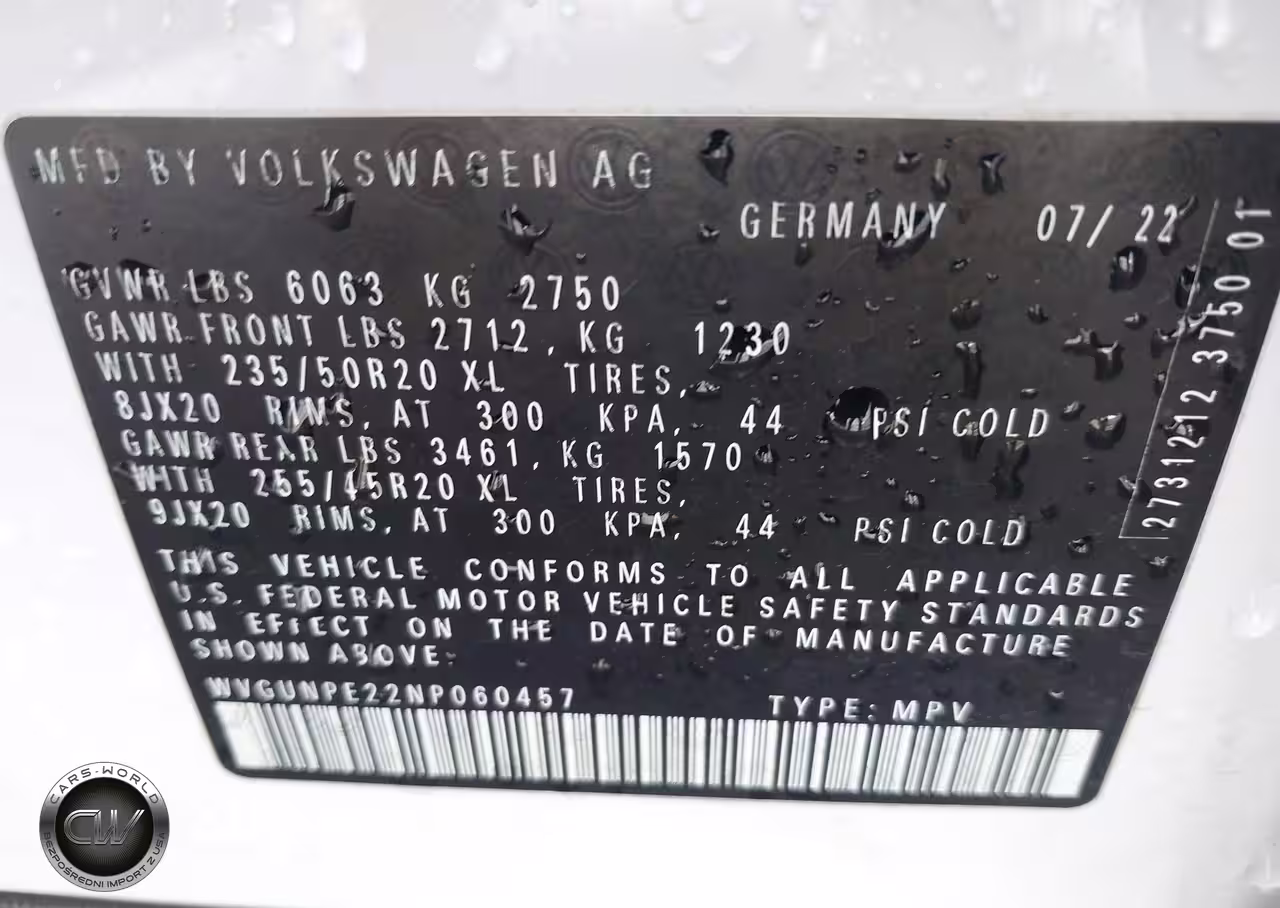 MFD BY VOLKSWAGEN AG
GERMANY 07/ 22
GVWR LBS 6063 KG 2750
GAWR FRONT LBS 2712, KG 1230
WITH 235/50R20 XL TIRES,
8JX20 RIMS, AT 300 KPA, 44 PSI COLD
GAWR REAR LBS 3461, KG 1570
WITH 255/45R20 XL TIRES,
9JX20 RIMS, AT 300 KPA, 44 PSI COLD
THIS VEHICLE CONFORMS TO ALL APPLICABLE
U.S. FEDERAL MOTOR VEHICLE SAFETY STANDARDS
IN EFFECT ON THE DATE OF MANUFACTURE
SHOWN ABOVE.
WVGUNPE22NP060457 TYPE: MPV
2731212 3750 01
CARS-WORLD
CW
BEZPOŚREDNI IMPORT Z USA